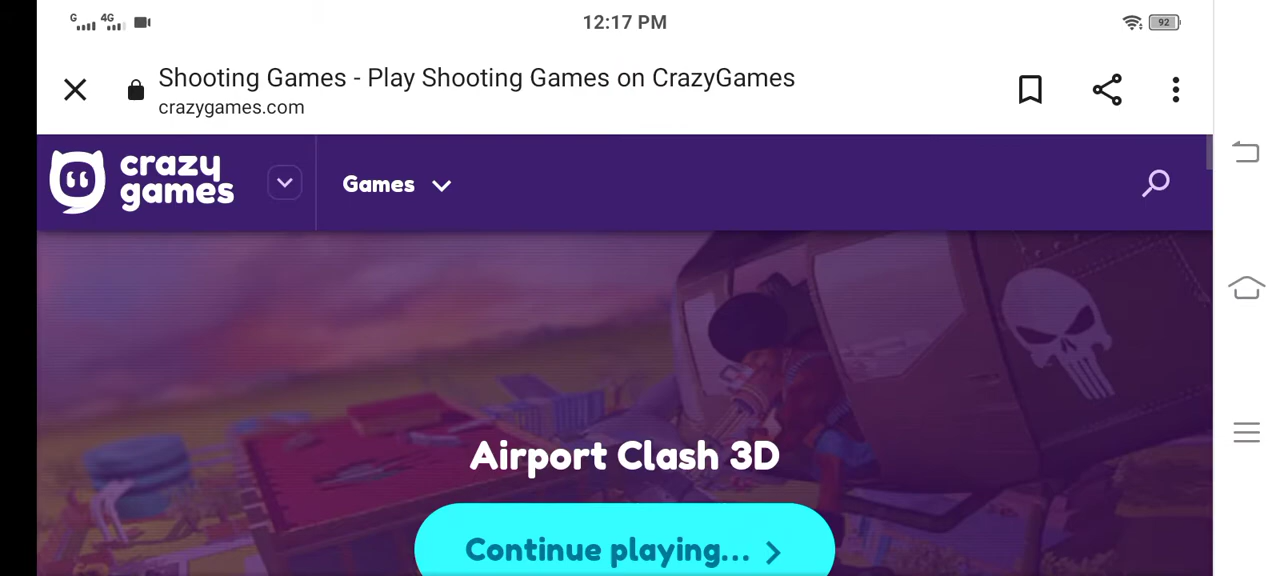 G 4G 12:17 PM 92
Shooting Games - Play Shooting Games on CrazyGames
crazygames.com
crazy
games
Games
Airport Clash 3D
Continue playing...